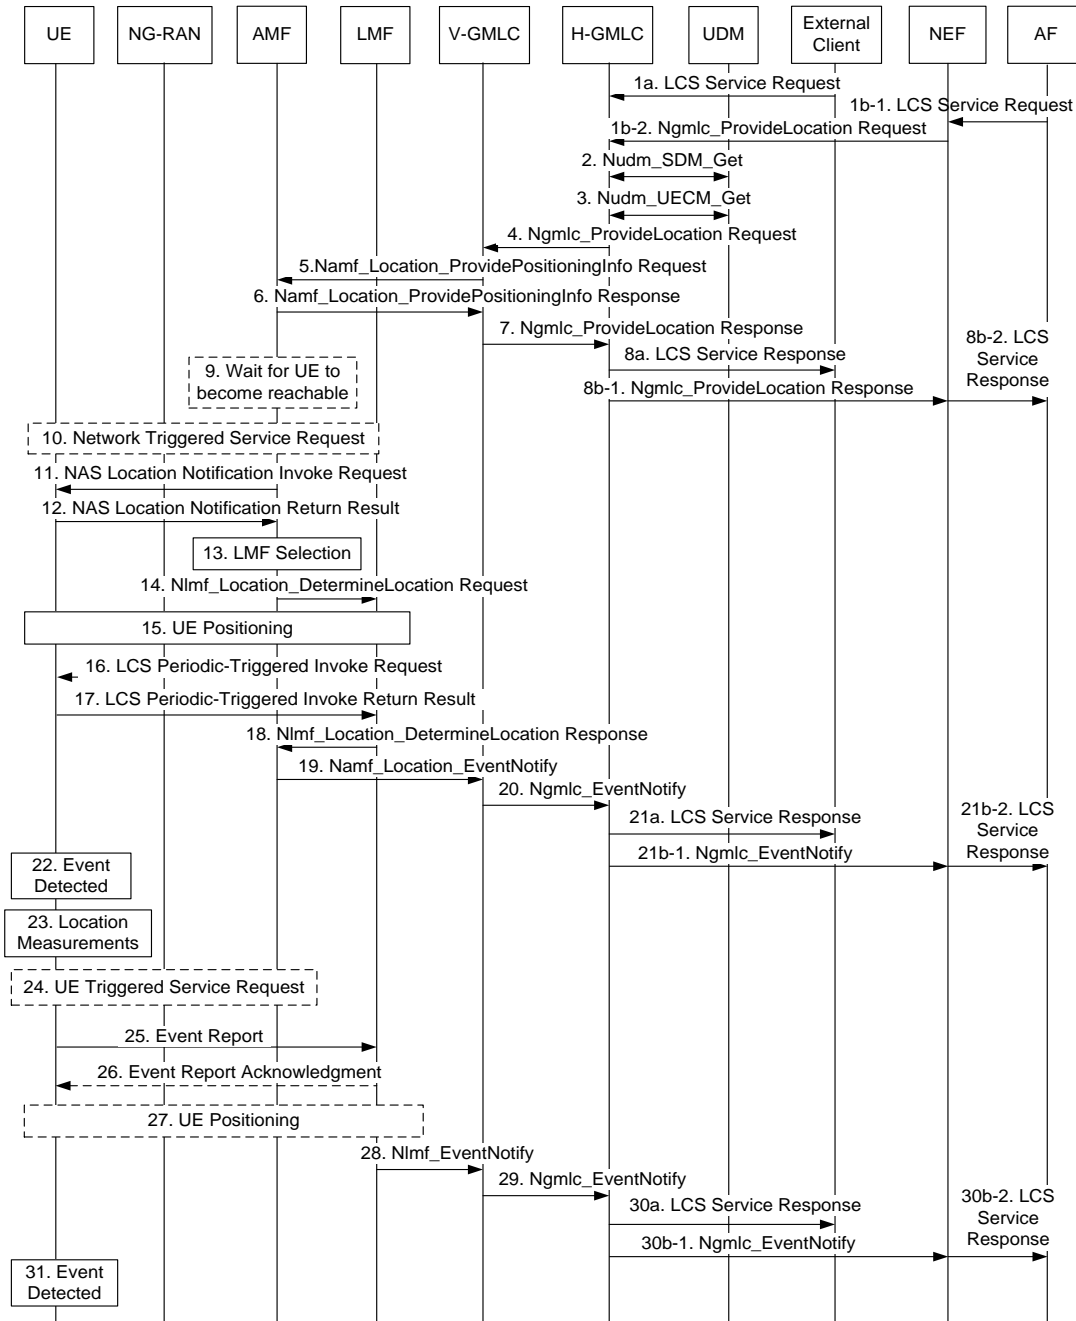 UE
NG-RAN
AMF
LMF
V-GMLC
H-GMLC
UDM
External
Client
NEF
AF
1a. LCS Service Request
1b-1. LCS Service Request
1b-2. Ngmlc_ProvideLocation Request
2. Nudm_SDM_Get
3. Nudm_UECM_Get
4. Ngmlc_ProvideLocation Request
5.Namf_Location_ProvidePositioningInfo Request
6. Namf_Location_ProvidePositioningInfo Response
7. Ngmlc_ProvideLocation Response
8a. LCS Service Response
8b-2. LCS
Service
Response
8b-1. Ngmlc_ProvideLocation Response
9. Wait for UE to
become reachable
10. Network Triggered Service Request
11. NAS Location Notification Invoke Request
12. NAS Location Notification Return Result
13. LMF Selection
14. Nlmf_Location_DetermineLocation Request
15. UE Positioning
16. LCS Periodic-Triggered Invoke Request
17. LCS Periodic-Triggered Invoke Return Result
18. Nlmf_Location_DetermineLocation Response
19. Namf_Location_EventNotify
20. Ngmlc_EventNotify
21a. LCS Service Response
21b-2. LCS
Service
Response
21b-1. Ngmlc_EventNotify
22. Event
Detected
23. Location
Measurements
24. UE Triggered Service Request
25. Event Report
26. Event Report Acknowledgment
27. UE Positioning
28. Nlmf_EventNotify
29. Ngmlc_EventNotify
30a. LCS Service Response
30b-2. LCS
Service
Response
30b-1. Ngmlc_EventNotify
31. Event
Detected